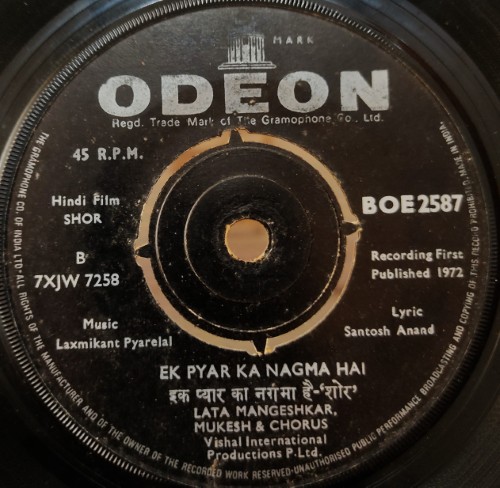 MARK
ODEON
Regd. Trade Mark of The Gramophone Co., Ltd.
45 R.P.M.
Hindi Film
SHOR
BOE2587
B
7XJW 7258
Recording First
Published 1972
Music
Laxmikant Pyarelal
Lyric
Santosh Anand
EK PYAR KA NAGMA HAI
इक प्यार का नग़मा है-'शोर'
LATA MANGESHKAR,
MUKESH & CHORUS
Vishal International
Productions P.Ltd.
THE GRAMOPHONE CO. OF INDIA LTD-ALL RIGHTS OF THE MANUFACTURER AND OF THE OWNER OF THE RECORDED WORK RESERVED-UNAUTHORISED PUBLIC PERFORMANCE BROADCASTING AND COPYING OF THIS RECORD PROHIBITED. MADE IN INDIA.